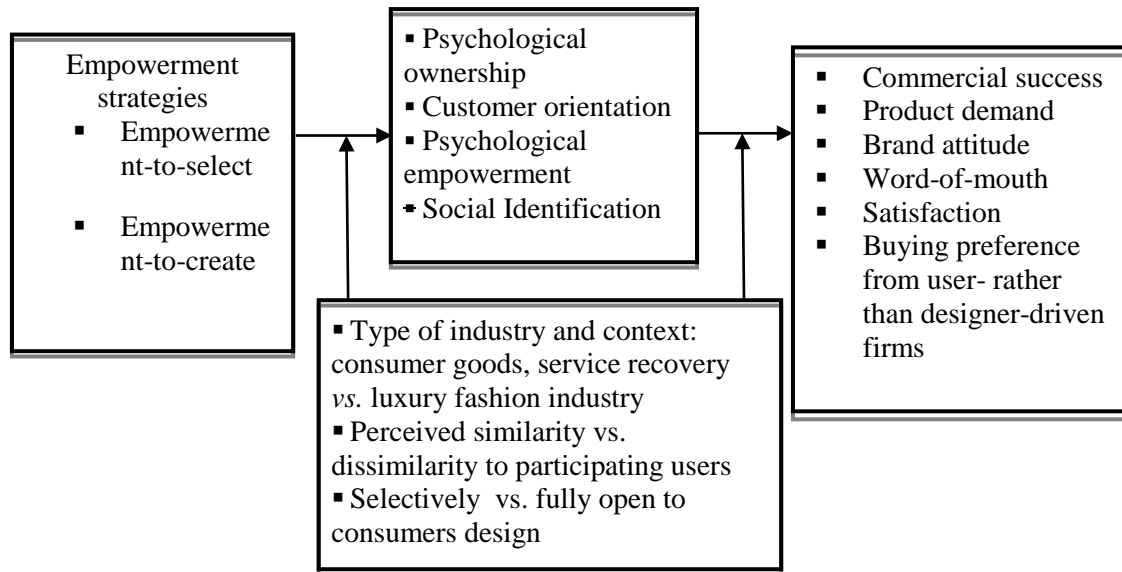 Empowerment
strategies
▪ Empowerme
nt-to-select
▪ Empowerme
nt-to-create
▪ Psychological
ownership
▪ Customer orientation
▪ Psychological
empowerment
▪ Social Identification
▪ Type of industry and context:
consumer goods, service recovery
vs. luxury fashion industry
▪ Perceived similarity vs.
dissimilarity to participating users
▪ Selectively vs. fully open to
consumers design
▪ Commercial success
▪ Product demand
▪ Brand attitude
▪ Word-of-mouth
▪ Satisfaction
▪ Buying preference
from user- rather
than designer-driven
firms